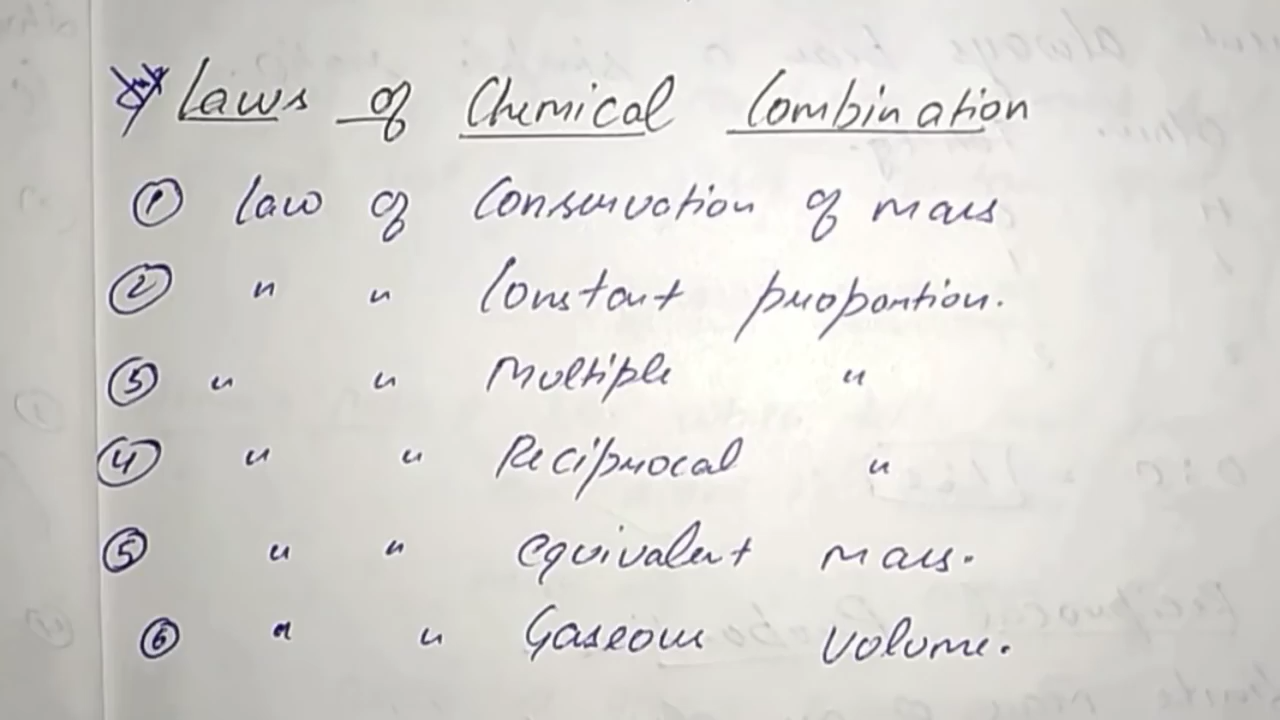 Laws of Chemical Combination
① Law of Conservation of mass
② " " Constant proportion.
③ " " Multiple "
④ " " Reciprocal "
⑤ " " equivalent mass.
⑥ " " Gaseous volume.